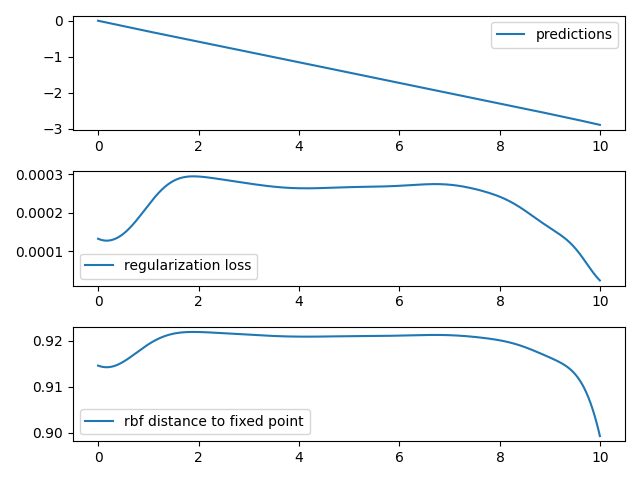 0
−1
−2
−3
predictions
0 2 4 6 8 10
0.0003
0.0002
0.0001
regularization loss
0 2 4 6 8 10
0.92
0.91
0.90
rbf distance to fixed point
0 2 4 6 8 10